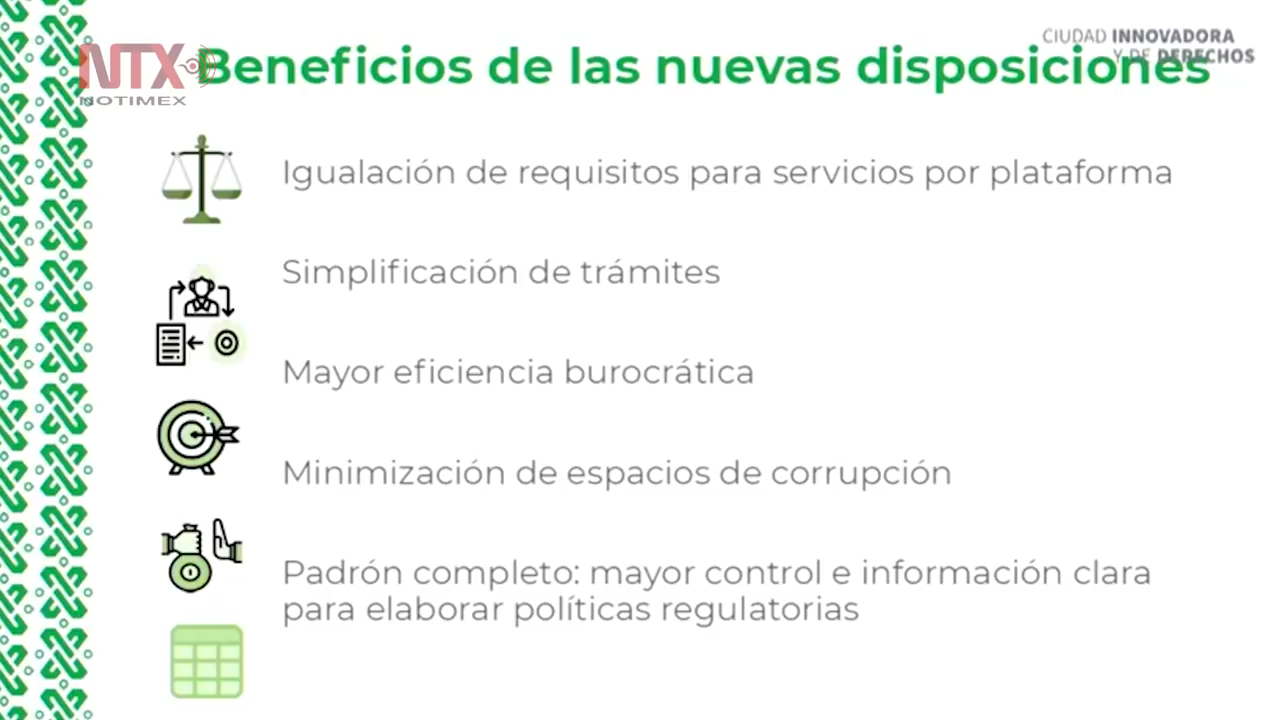 CIUDAD INNOVADORA
Y DE DERECHOS
NTX
NOTIMEX
Beneficios de las nuevas disposiciones
Igualación de requisitos para servicios por plataforma
Simplificación de trámites
Mayor eficiencia burocrática
Minimización de espacios de corrupción
Padrón completo: mayor control e información clara
para elaborar políticas regulatorias